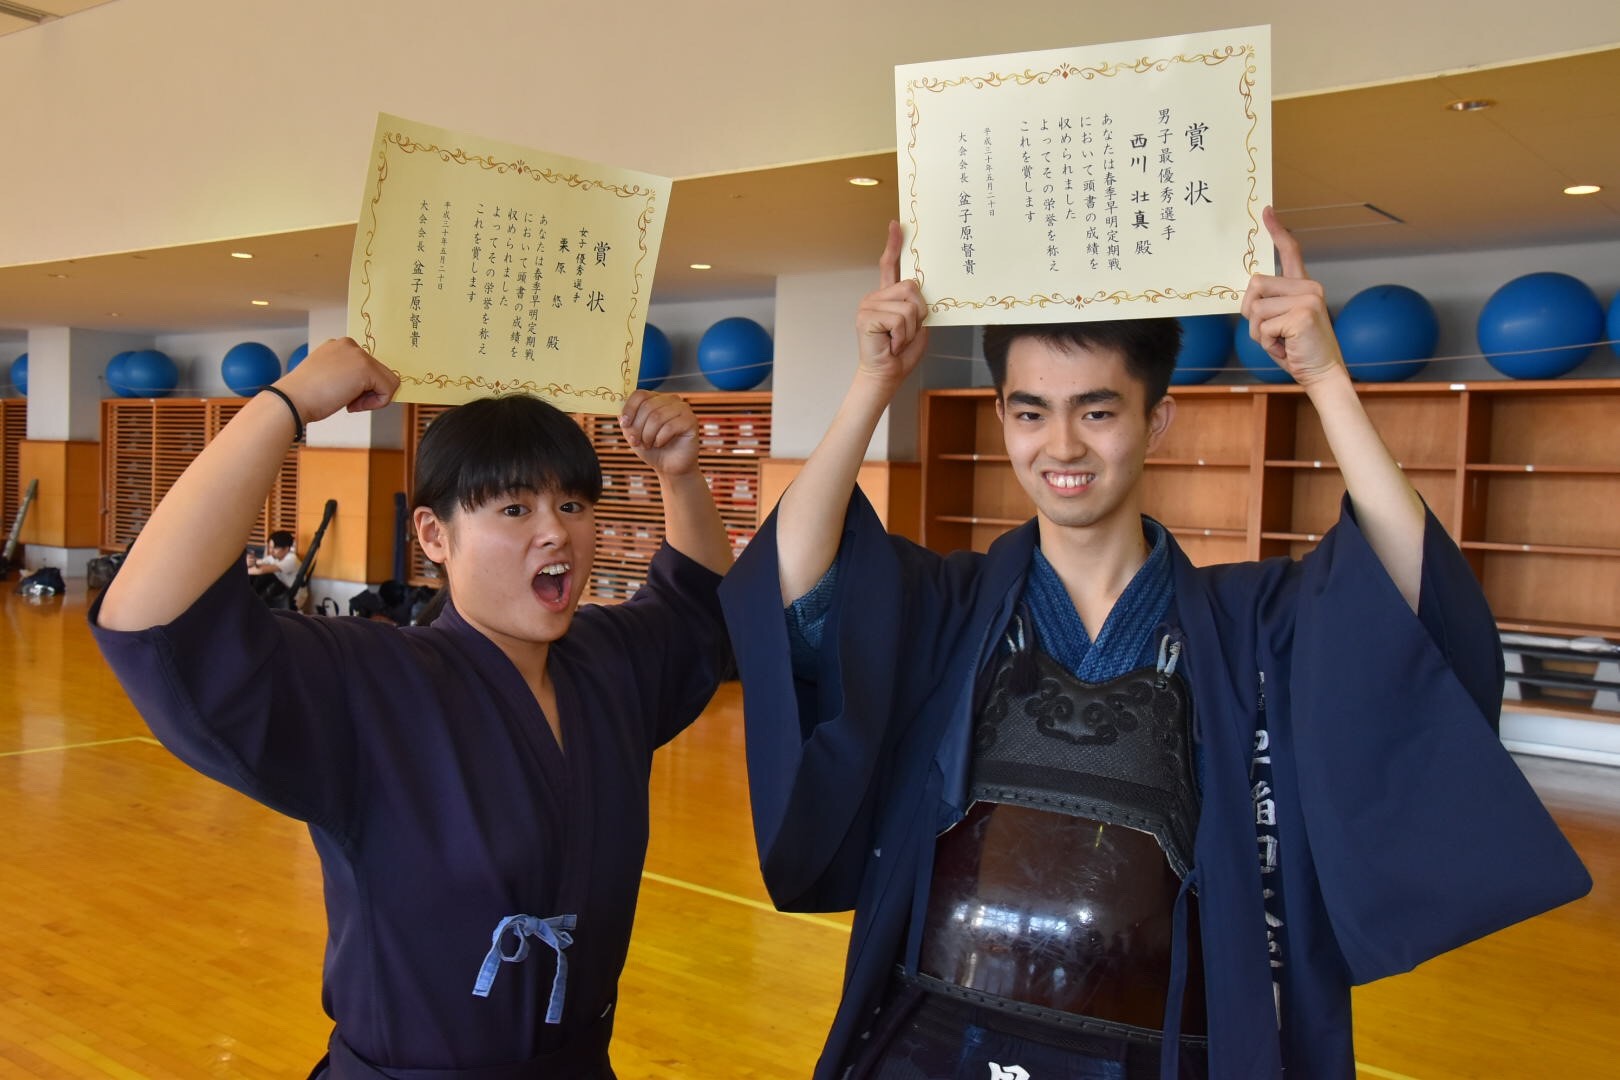 賞状
女子優秀選手
栗原 悠 殿
あなたは春季早明定期戦
において頭書の成績を
収められました
よってその栄誉を称え
これを賞します
平成三十年五月二十日
大会会長 盆子原督貴
賞状
男子最優秀選手
西川 壮真 殿
あなたは春季早明定期戦
において頭書の成績を
収められました
よってその栄誉を称え
これを賞します
平成三十年五月二十日
大会会長 盆子原督貴
早稲田大学